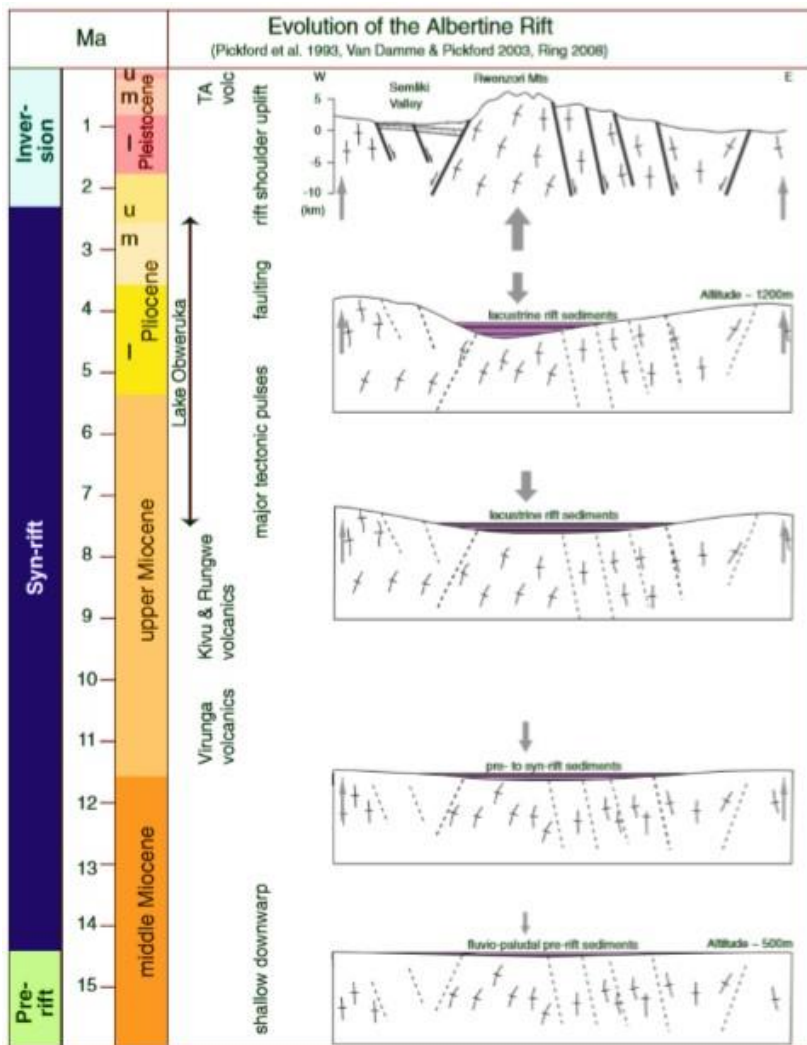 Ma
Evolution of the Albertine Rift
(Pickford et al. 1993, Van Damme & Pickford 2003, Ring 2008)
Inver-
sion
Syn-rift
Pre-
rift
1
2
3
4
5
6
7
8
9
10
11
12
13
14
15
u
m
l
Pleistocene
u
m
l
Pliocene
upper Miocene
middle Miocene
TA
volc
Lake Obweruka
Kivu & Rungwe
volcanics
Virunga
volcanics
rift shoulder uplift
faulting
major tectonic pulses
shallow downwarp
W
Semliki
Valley
Rwenzori Mts
E
5
0
-5
-10
(km)
Altitude ~ 1200m
lacustrine rift sediments
lacustrine rift sediments
pre- to syn-rift sediments
fluvio-paludal pre-rift sediments
Altitude ~ 500m